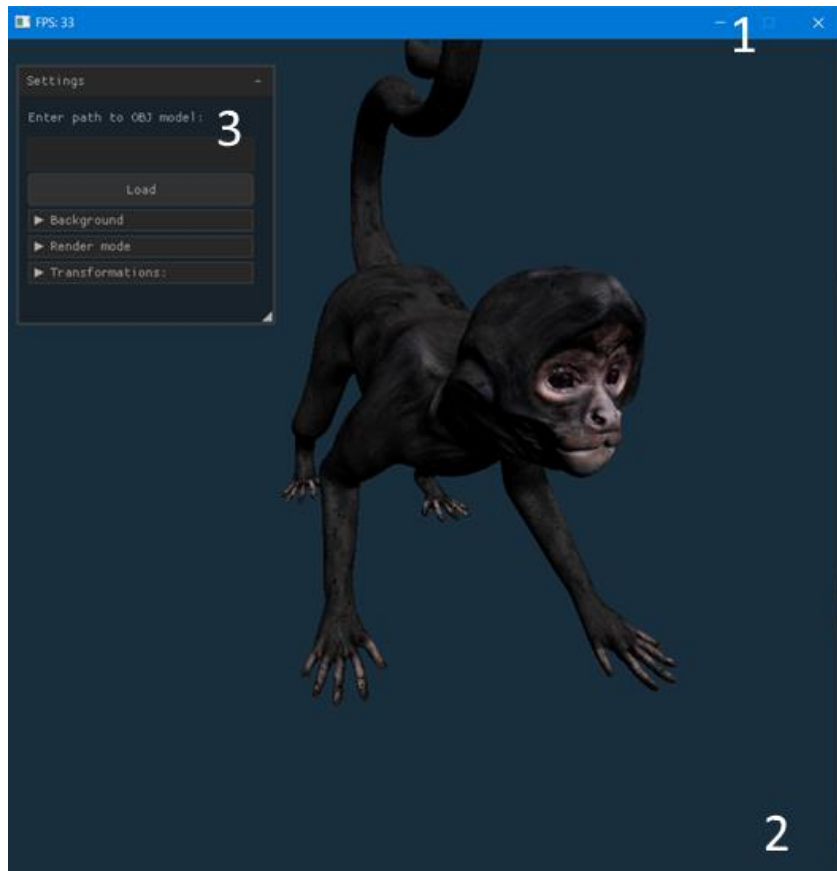 FPS: 33
1
Settings
Enter path to OBJ model:
3
Load
Background
Render mode
Transformations:
2